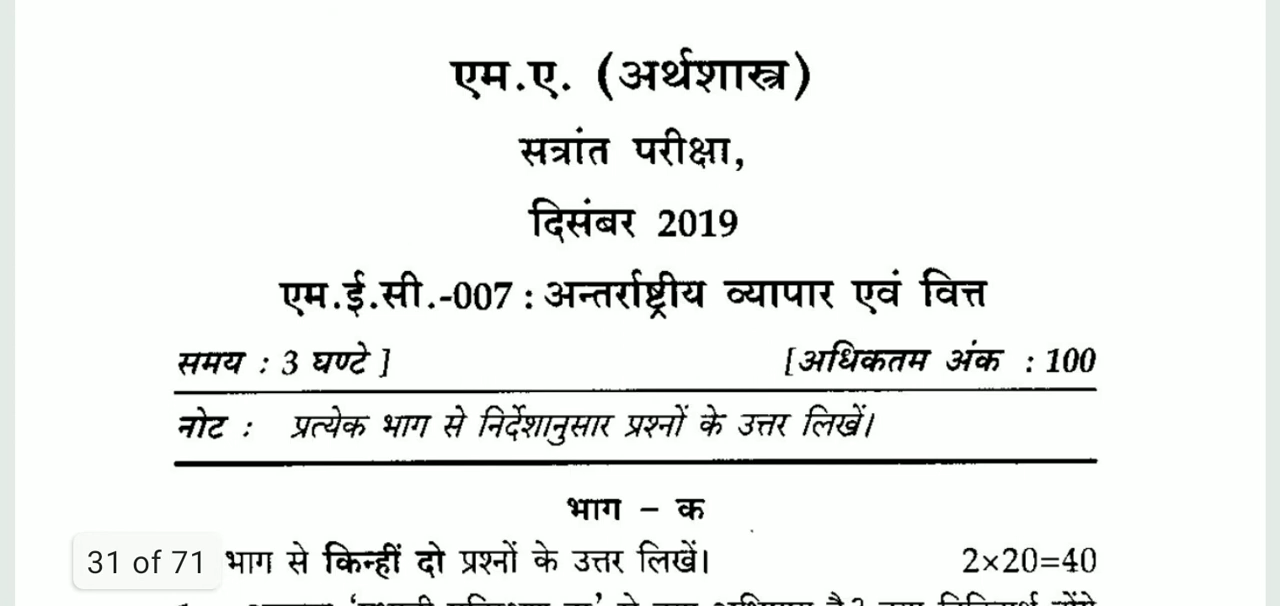 एम.ए. (अर्थशास्त्र)
सत्रांत परीक्षा,
दिसंबर 2019
एम.ई.सी.-007 : अन्तर्राष्ट्रीय व्यापार एवं वित्त
समय : 3 घण्टे ] [अधिकतम अंक : 100
नोट : प्रत्येक भाग से निर्देशानुसार प्रश्नों के उत्तर लिखें।
भाग - क
31 of 71 भाग से किन्हीं दो प्रश्नों के उत्तर लिखें। 2×20=40